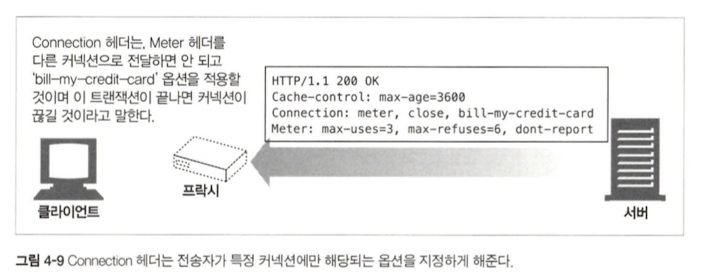 Connection 헤더는, Meter 헤더를
다른 커넥션으로 전달하면 안 되고
'bill-my-credit-card' 옵션을 적용할
것이며 이 트랜잭션이 끝나면 커넥션이
끊길 것이라고 말한다.
HTTP/1.1 200 OK
Cache-control: max-age=3600
Connection: meter, close, bill-my-credit-card
Meter: max-uses=3, max-refuses=6, dont-report
프락시
클라이언트
서버
그림 4-9 Connection 헤더는 전송자가 특정 커넥션에만 해당되는 옵션을 지정하게 해준다.